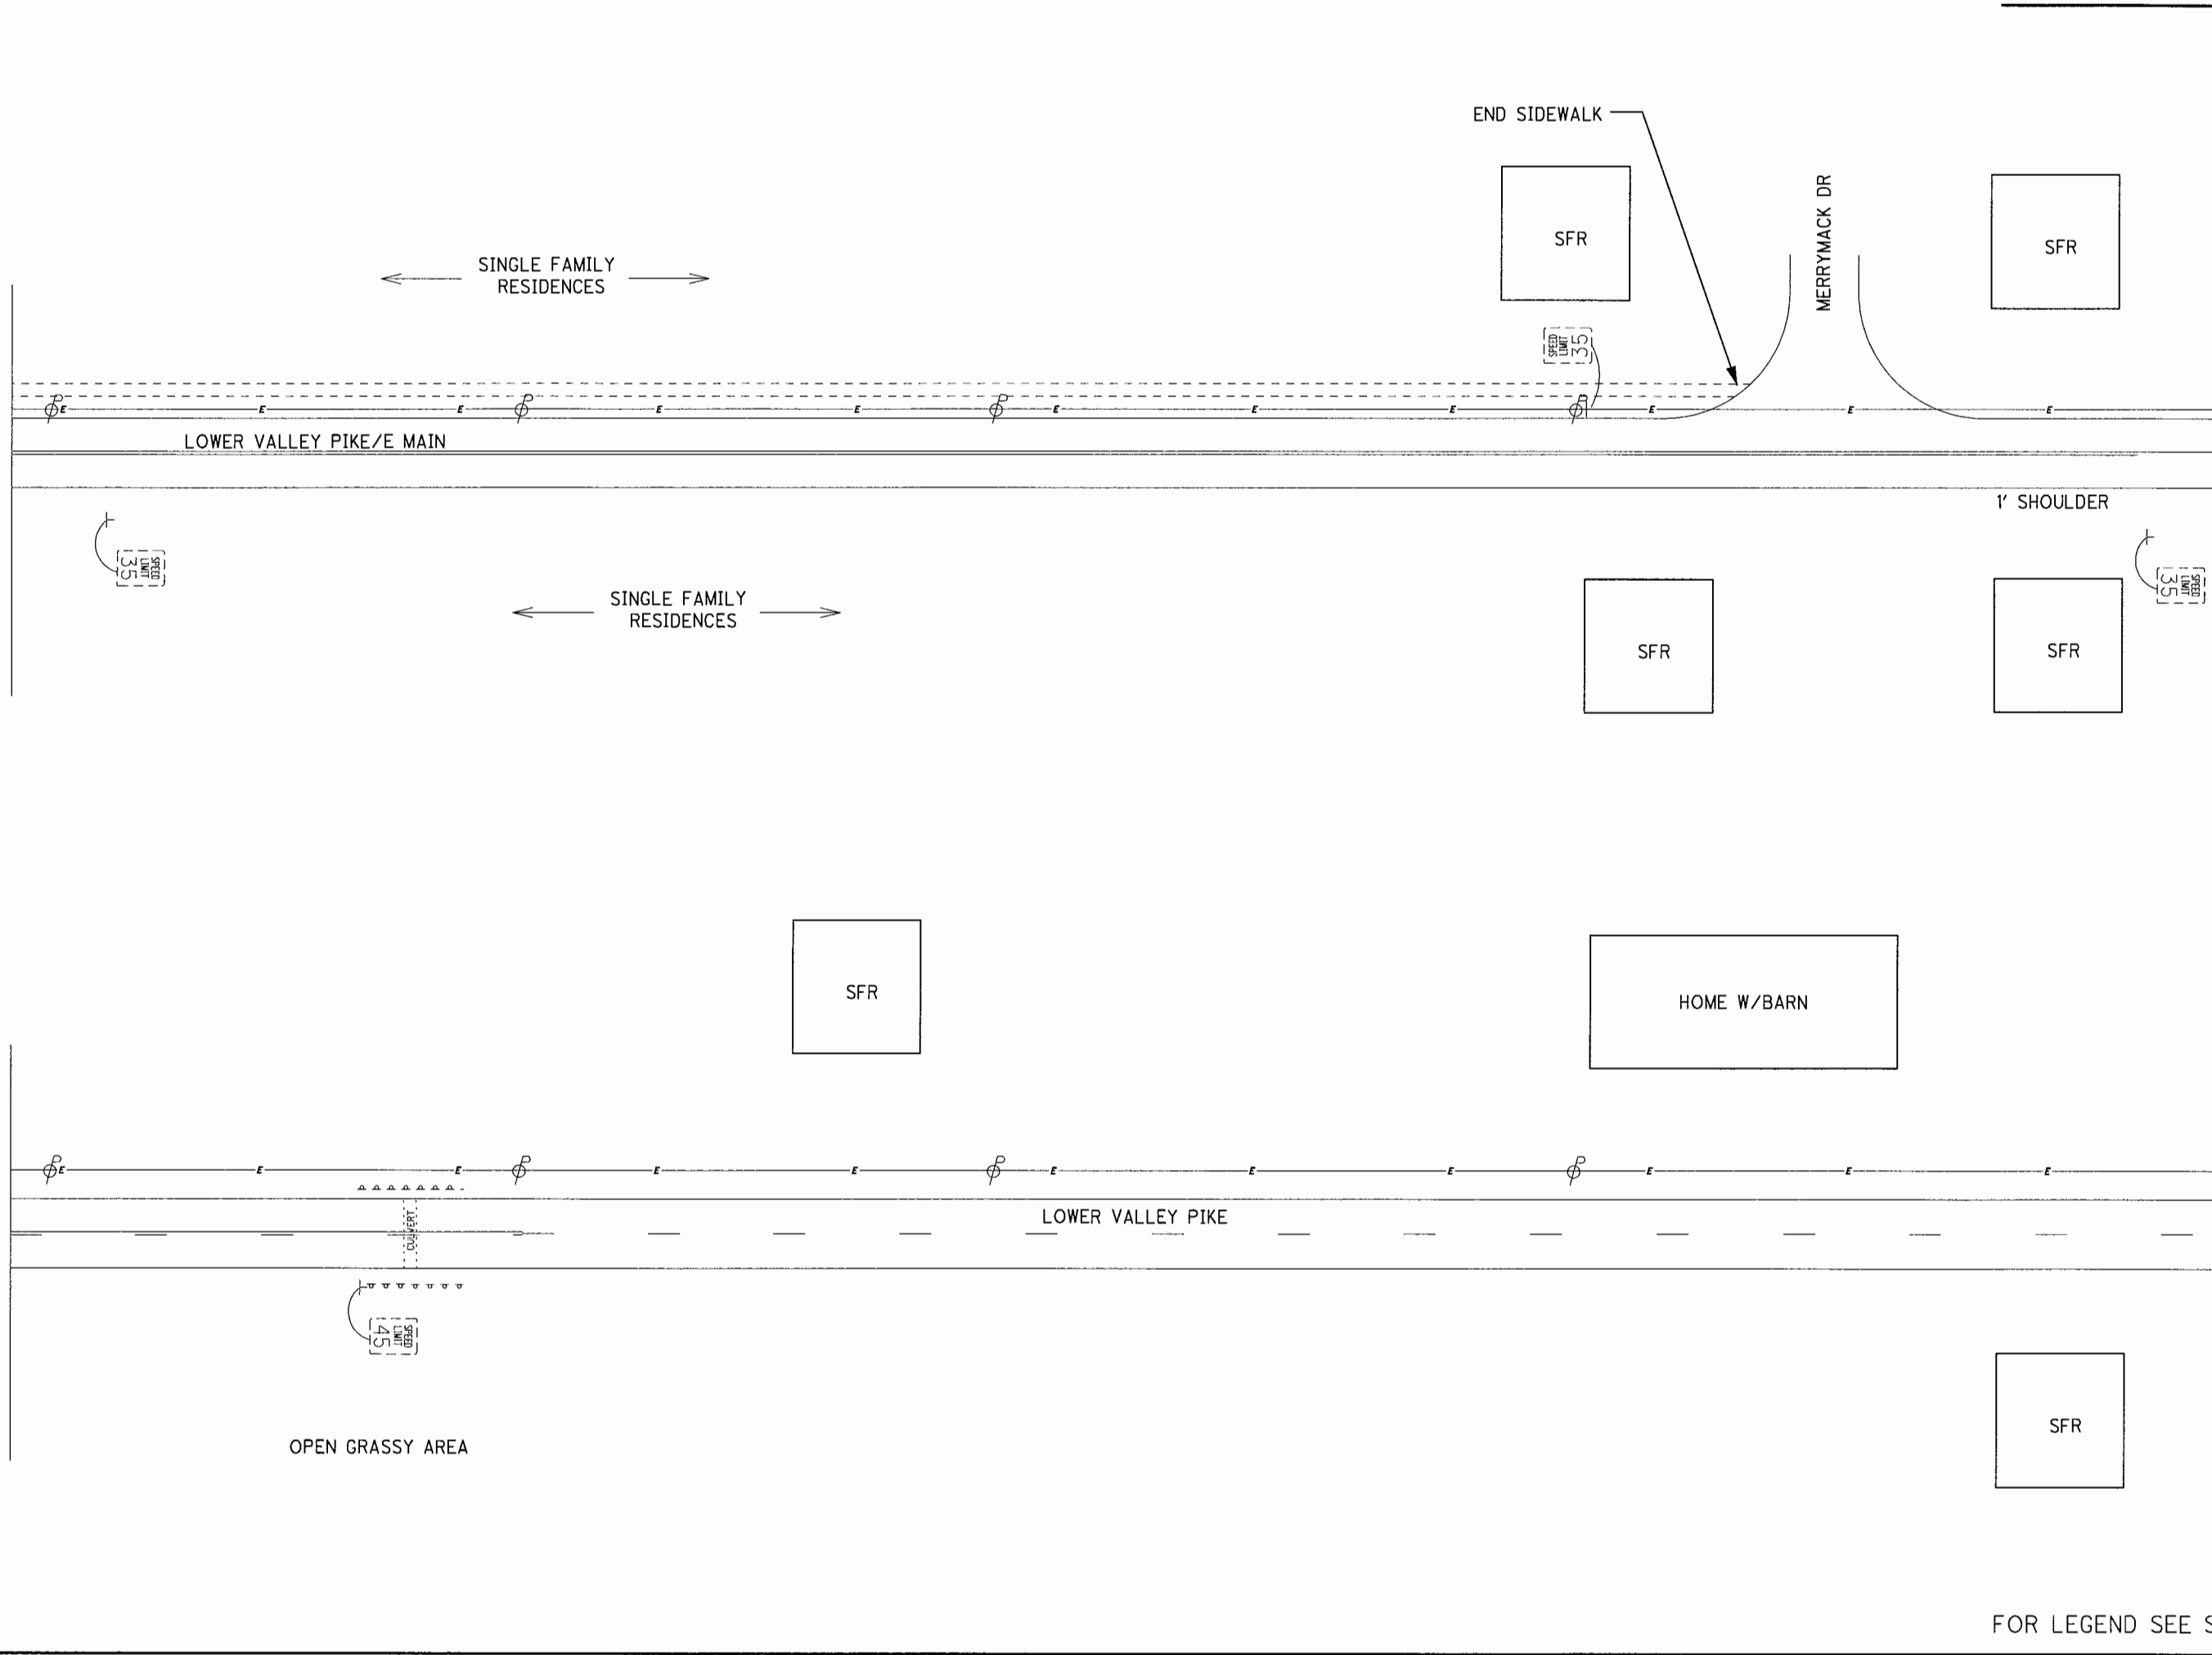 END SIDEWALK
MERRYMACK DR
SFR
SFR
SINGLE FAMILY
RESIDENCES
SPEED
LIMIT
35
E E E E E E E E E E E
LOWER VALLEY PIKE/E MAIN
1' SHOULDER
SPEED
LIMIT
35
SPEED
LIMIT
35
SINGLE FAMILY
RESIDENCES
SFR
SFR
SFR
HOME W/BARN
E E E E E E E E E E E
LOWER VALLEY PIKE
CULVERT
SPEED
LIMIT
45
SFR
OPEN GRASSY AREA
FOR LEGEND SEE S